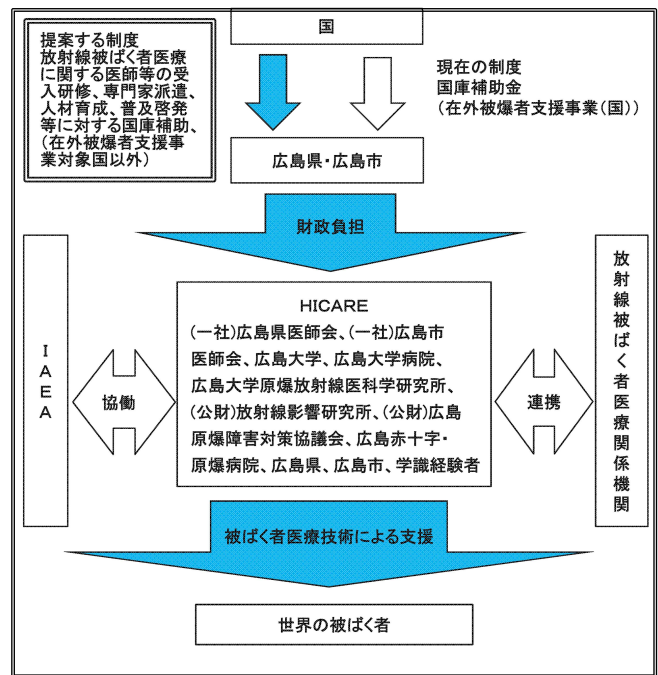 国
提案する制度
放射線被ばく者医療
に関する医師等の受
入研修、専門家派遣、
人材育成、普及啓発
等に対する国庫補助、
(在外被爆者支援事
業対象国以外)
現在の制度
国庫補助金
(在外被爆者支援事業(国))
広島県・広島市
財政負担
IAEA
協働
HICARE
(一社)広島県医師会、(一社)広島市
医師会、広島大学、広島大学病院、
広島大学原爆放射線医科学研究所、
(公財)放射線影響研究所、(公財)広島
原爆障害対策協議会、広島赤十字・
原爆病院、広島県、広島市、学識経験者
連携
放射線被ばく者医療関係機関
被ばく者医療技術による支援
世界の被ばく者